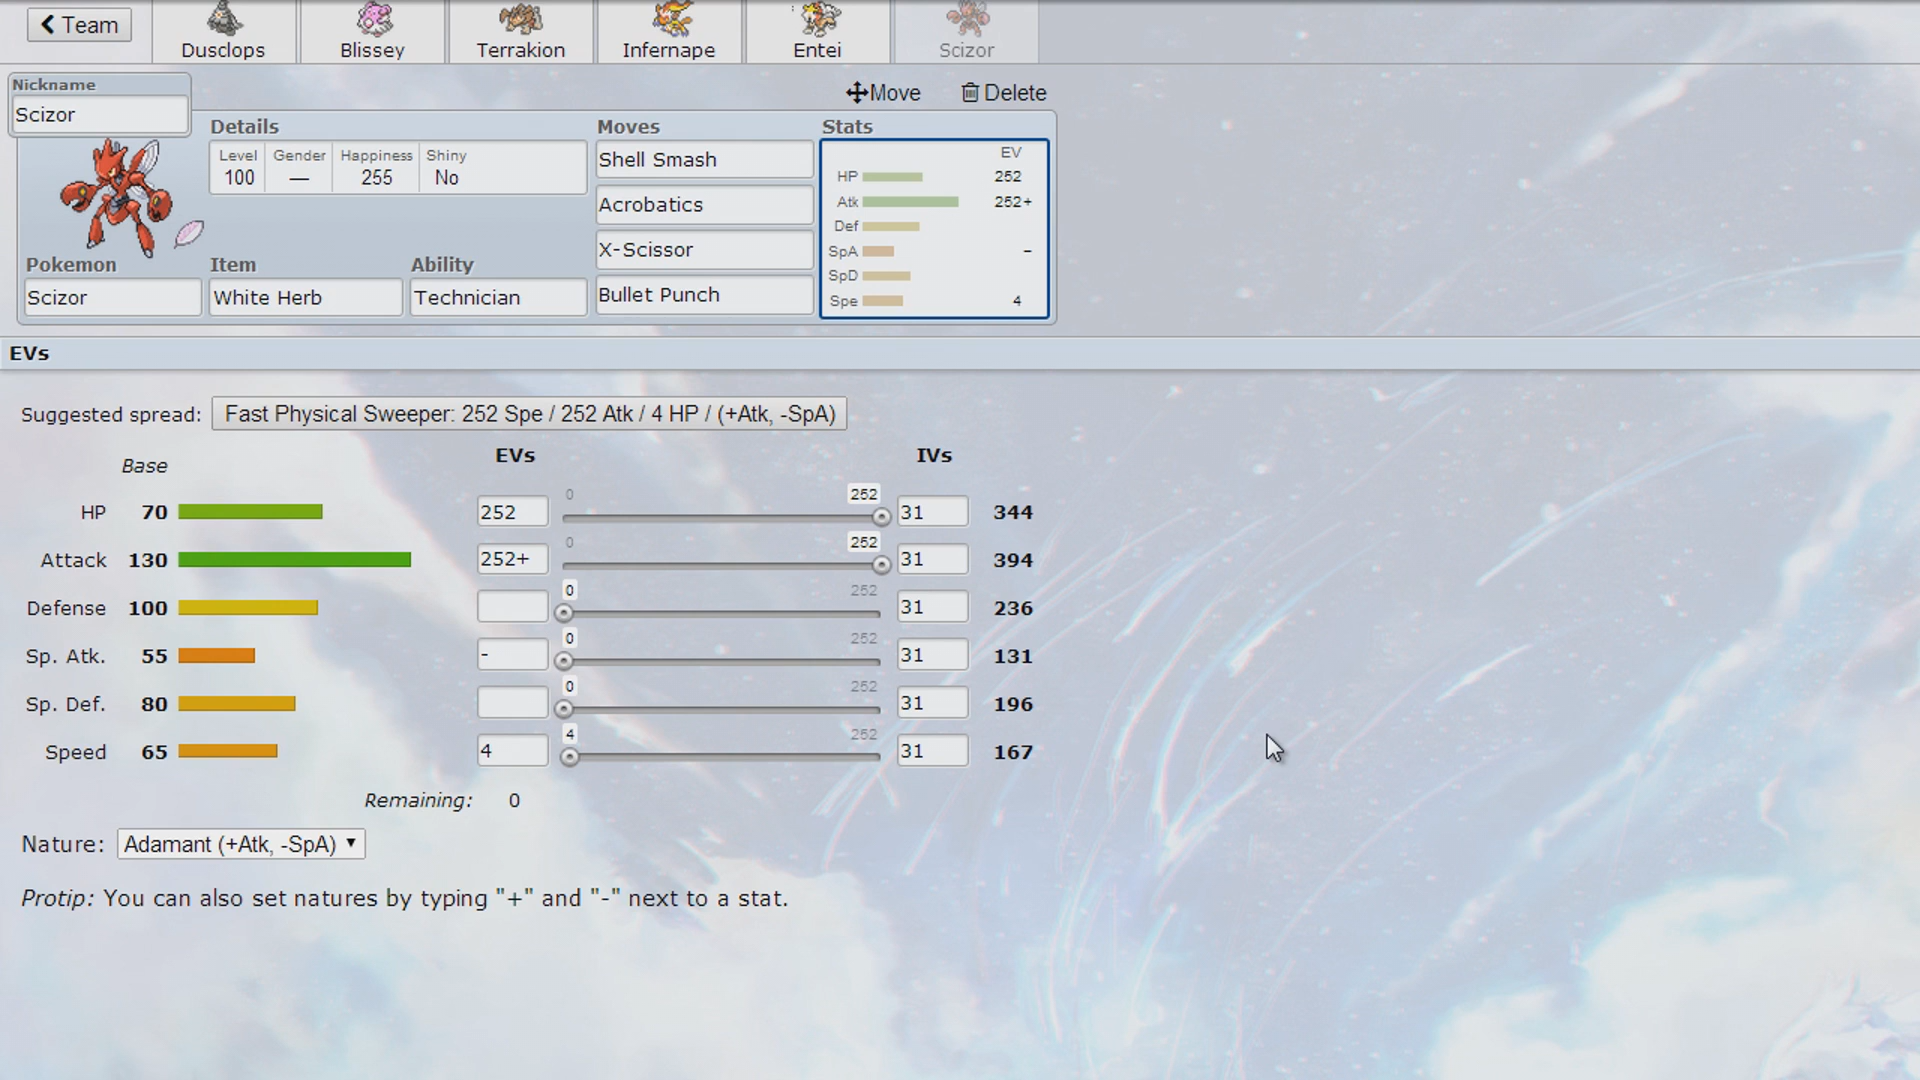 Team
Dusclops
Blissey
Terrakion
Infernape
Entei
Scizor
Nickname
Scizor
Move
Delete
Details
Level
100
Gender
—
Happiness
255
Shiny
No
Pokemon
Scizor
Item
White Herb
Ability
Technician
Moves
Shell Smash
Acrobatics
X-Scissor
Bullet Punch
Stats
EV
HP 252
Atk 252+
Def
SpA -
SpD
Spe 4
EVs
Suggested spread: Fast Physical Sweeper: 252 Spe / 252 Atk / 4 HP / (+Atk, -SpA)
Base EVs IVs
HP 70 252 0 252 31 344
Attack 130 252+ 0 252 31 394
Defense 100 0 252 31 236
Sp. Atk. 55 - 0 252 31 131
Sp. Def. 80 0 252 31 196
Speed 65 4 4 252 31 167
Remaining: 0
Nature: Adamant (+Atk, -SpA)
Protip: You can also set natures by typing "+" and "-" next to a stat.